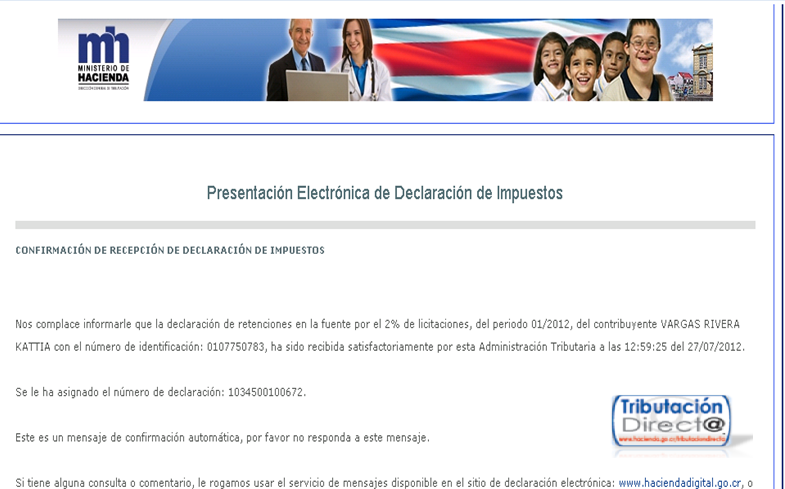 mh
MINISTERIO DE
HACIENDA
DIRECCIÓN GENERAL DE TRIBUTACIÓN
Presentación Electrónica de Declaración de Impuestos
CONFIRMACIÓN DE RECEPCIÓN DE DECLARACIÓN DE IMPUESTOS
Nos complace informarle que la declaración de retenciones en la fuente por el 2% de licitaciones, del periodo 01/2012, del contribuyente VARGAS RIVERA
KATTIA con el número de identificación: 0107750783, ha sido recibida satisfactoriamente por esta Administración Tributaria a las 12:59:25 del 27/07/2012.
Se le ha asignado el número de declaración: 1034500100672.
Tributación
Direct@
www.hacienda.go.cr/tributaciondirecta
Este es un mensaje de confirmación automática, por favor no responda a este mensaje.
Si tiene alguna consulta o comentario, le rogamos usar el servicio de mensajes disponible en el sitio de declaración electrónica: www.haciendadigital.go.cr, o